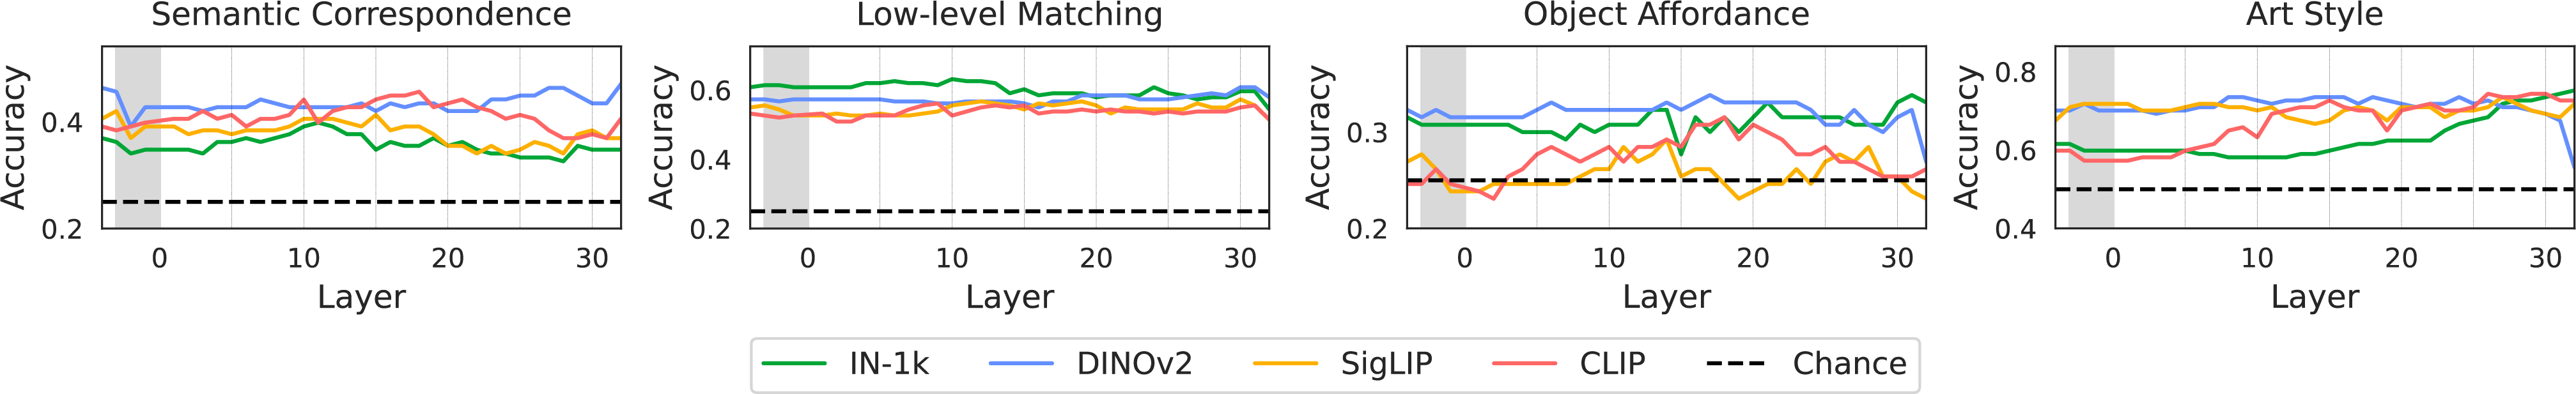 Semantic Correspondence
Accuracy
0.4
0.2
0 10 20 30
Layer
Low-level Matching
Accuracy
0.6
0.4
0.2
0 10 20 30
Layer
Object Affordance
Accuracy
0.3
0.2
0 10 20 30
Layer
Art Style
Accuracy
0.8
0.6
0.4
0 10 20 30
Layer
IN-1k DINOv2 SigLIP CLIP Chance